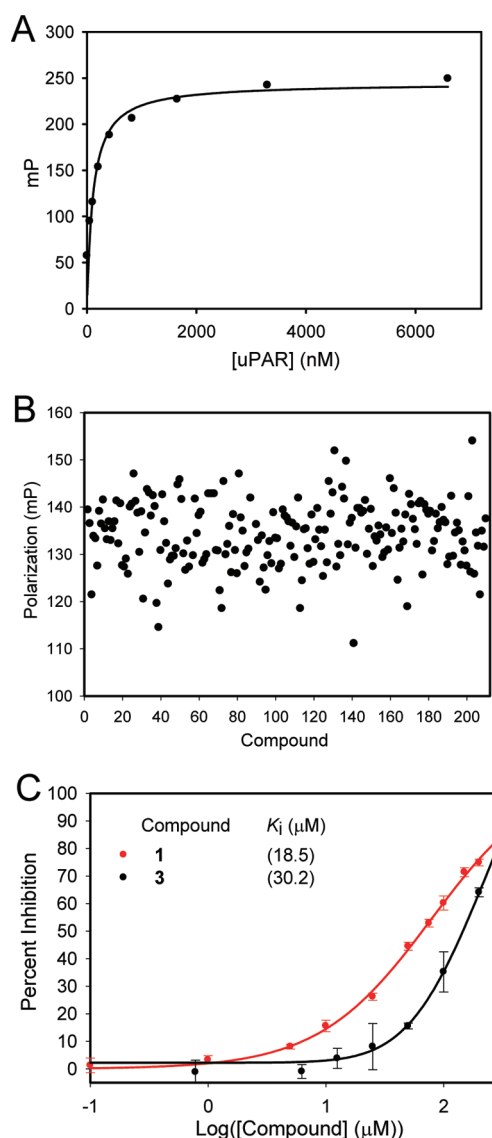 A
300
250
200
150
100
50
0
mP
0 2000 4000 6000
[uPAR] (nM)
B
160
150
140
130
120
110
100
Polarization (mP)
0 20 40 60 80 100 120 140 160 180 200
Compound
C
100
90
80
70
60
50
40
30
20
10
0
Percent Inhibition
Compound Ki (μM)
1 (18.5)
3 (30.2)
-1 0 1 2
Log([Compound] (μM))